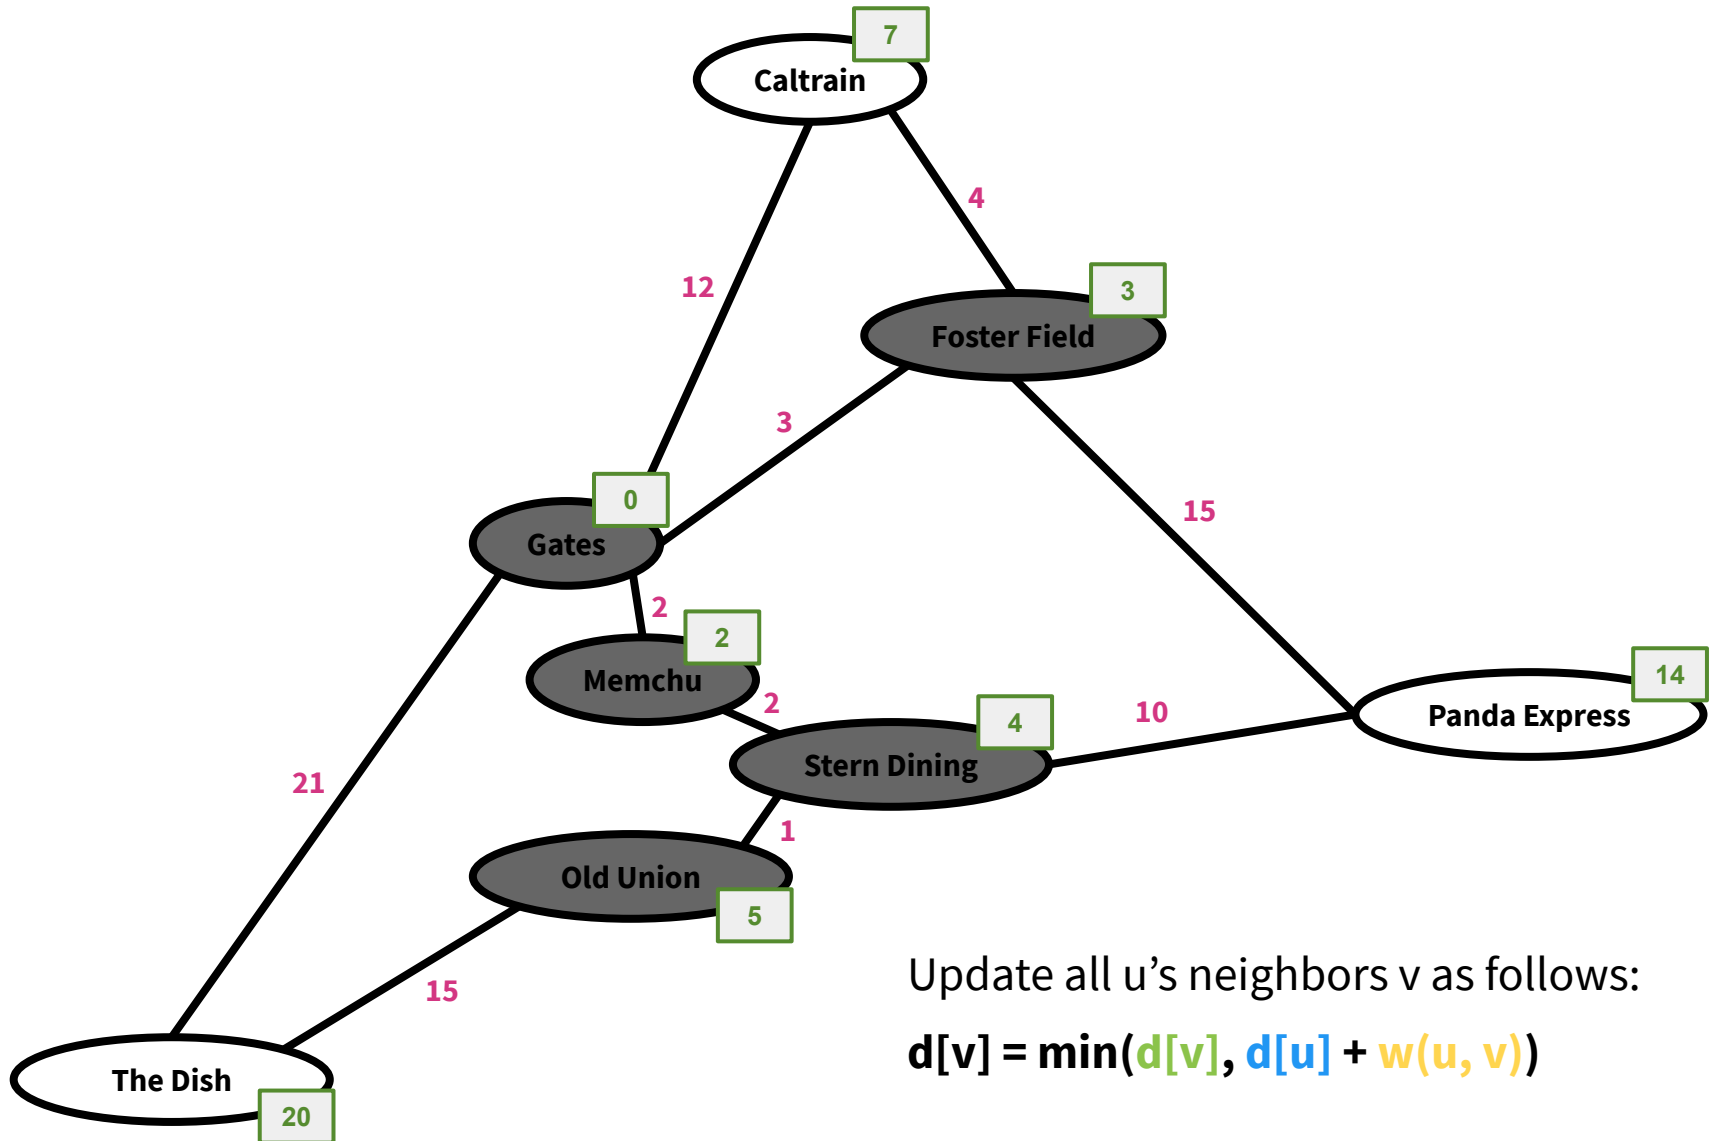 7
Caltrain
4
12
3
Foster Field
3
15
0
Gates
2
2
Memchu
2
4
10
14
Panda Express
Stern Dining
21
1
Old Union
5
15
Update all u’s neighbors v as follows:
d[v] = min(d[v], d[u] + w(u, v))
The Dish
20